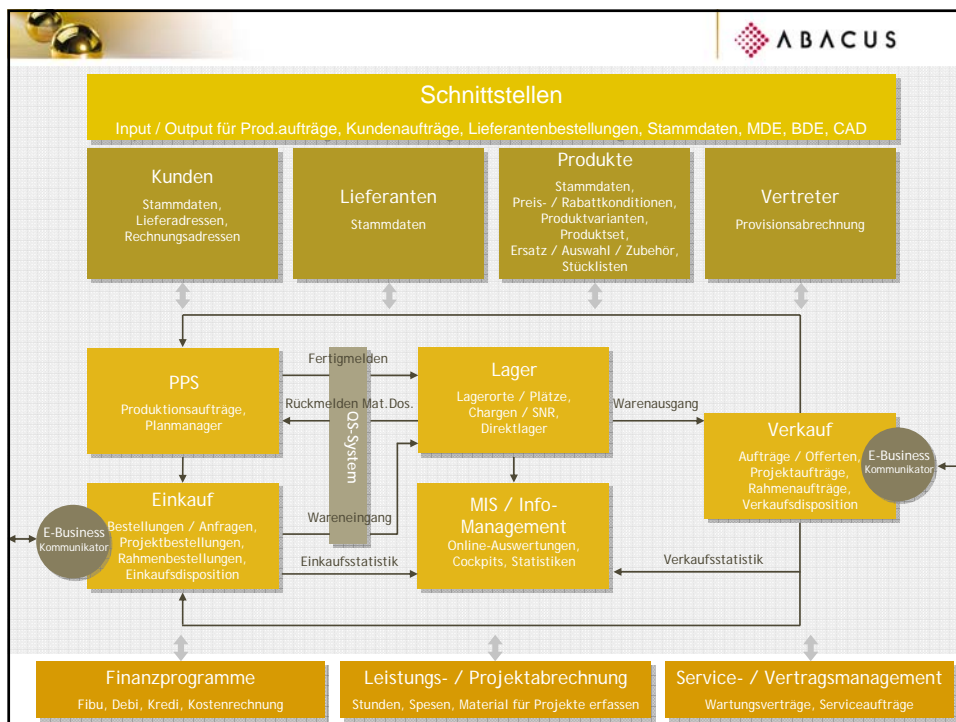 ABACUS
Schnittstellen
Input / Output für Prod.aufträge, Kundenaufträge, Lieferantenbestellungen, Stammdaten, MDE, BDE, CAD
Kunden
Stammdaten,
Lieferadressen,
Rechnungsadressen
Lieferanten
Stammdaten
Produkte
Stammdaten,
Preis- / Rabattkonditionen,
Produktvarianten,
Produktset,
Ersatz / Auswahl / Zubehör,
Stücklisten
Vertreter
Provisionsabrechnung
PPS
Produktionsaufträge,
Planmanager
Fertigmelden
Rückmelden Mat.Dos.
QS-System
Lager
Lagerorte / Plätze,
Chargen / SNR,
Direktlager
Warenausgang
Verkauf
Aufträge / Offerten,
Projektaufträge,
Rahmenaufträge,
Verkaufsdisposition
E-Business
Kommunikator
E-Business
Kommunikator
Einkauf
Bestellungen / Anfragen,
Projektbestellungen,
Rahmenbestellungen,
Einkaufsdisposition
Wareneingang
Einkaufsstatistik
MIS / Info-
Management
Online-Auswertungen,
Cockpits, Statistiken
Verkaufsstatistik
Finanzprogramme
Fibu, Debi, Kredi, Kostenrechnung
Leistungs- / Projektabrechnung
Stunden, Spesen, Material für Projekte erfassen
Service- / Vertragsmanagement
Wartungsverträge, Serviceaufträge